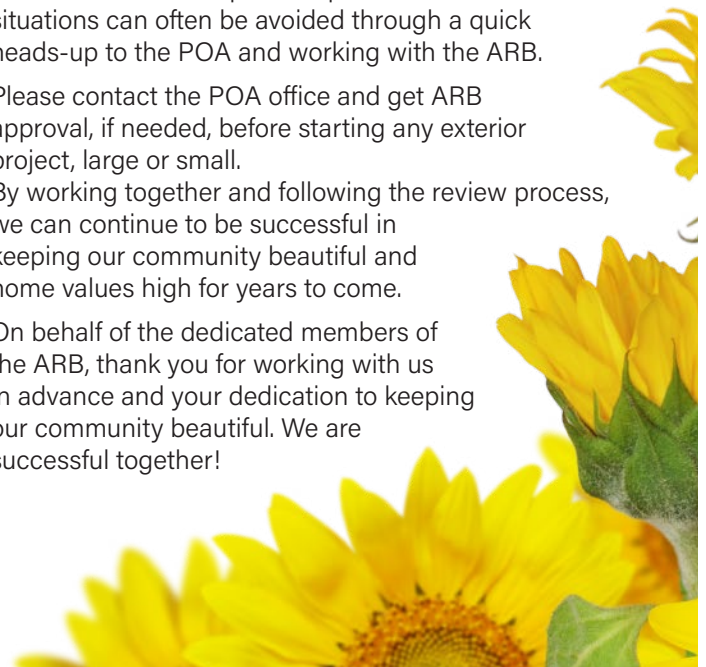 situations can often be avoided through a quick
heads-up to the POA and working with the ARB.
Please contact the POA office and get ARB
approval, if needed, before starting any exterior
project, large or small.
By working together and following the review process,
we can continue to be successful in
keeping our community beautiful and
home values high for years to come.
On behalf of the dedicated members of
the ARB, thank you for working with us
in advance and your dedication to keeping
our community beautiful. We are
successful together!